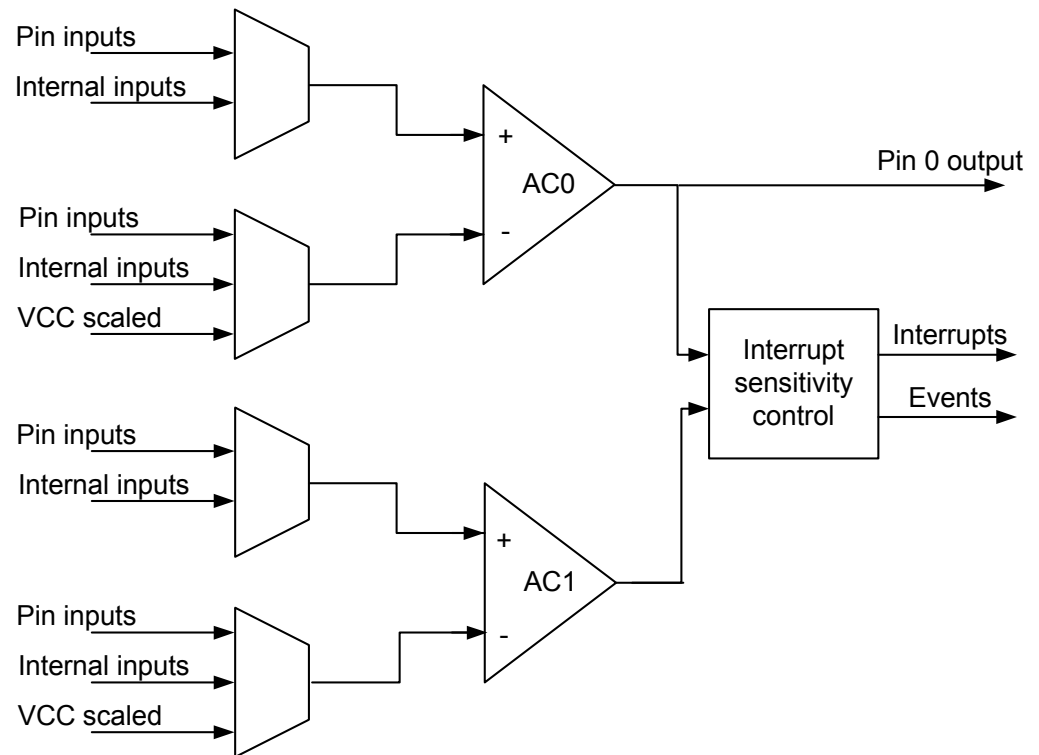 Pin inputs
Internal inputs
+
AC0
-
Pin 0 output
Pin inputs
Internal inputs
VCC scaled
Interrupt
sensitivity
control
Interrupts
Events
Pin inputs
Internal inputs
+
AC1
-
Pin inputs
Internal inputs
VCC scaled